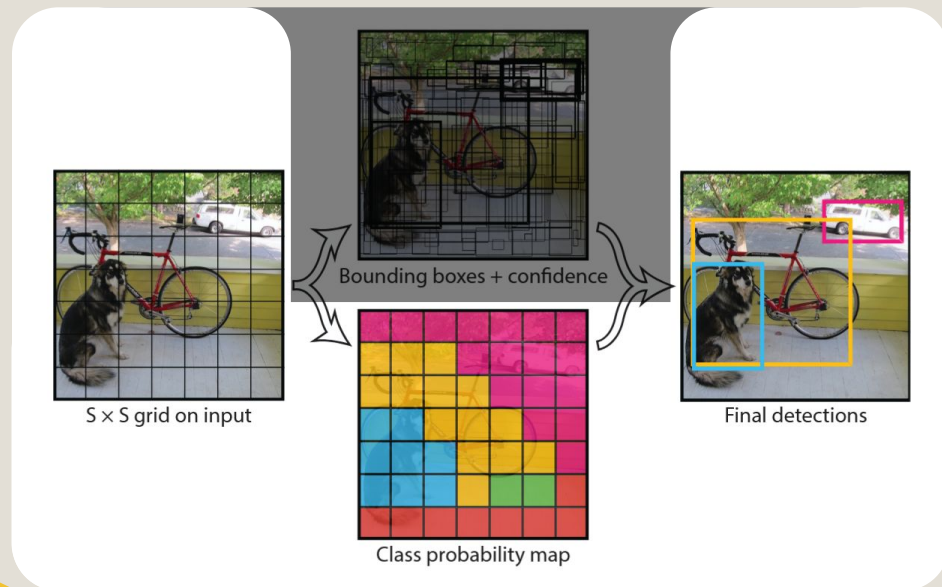 Bounding boxes + confidence
S × S grid on input
Final detections
Class probability map